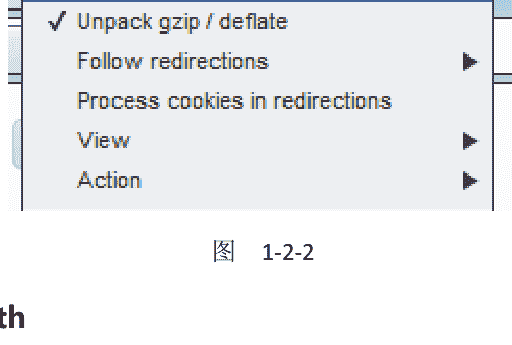 ✓ Unpack gzip / deflate
Follow redirections ▶
Process cookies in redirections
View ▶
Action ▶
图 1-2-2
th